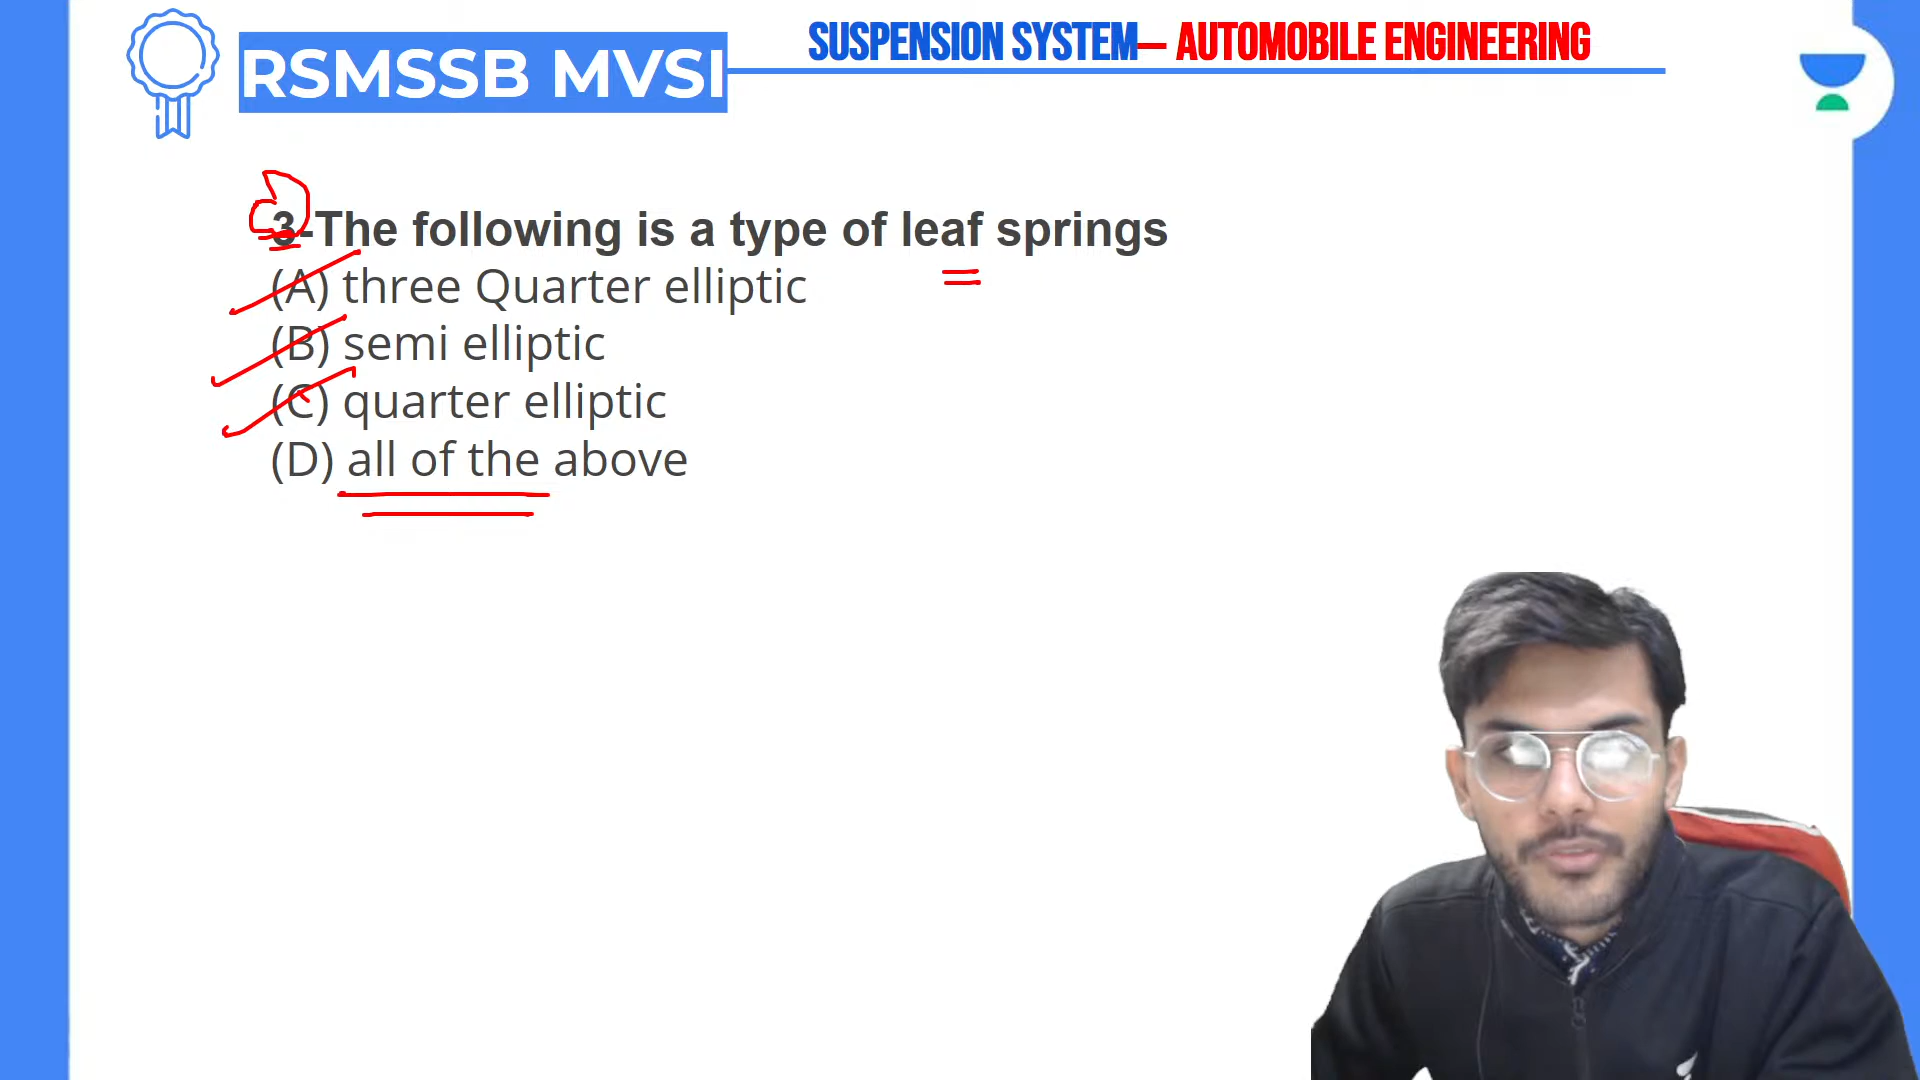 RSMSSB MVSI
SUSPENSION SYSTEM– AUTOMOBILE ENGINEERING
3-The following is a type of leaf springs
(A) three Quarter elliptic
(B) semi elliptic
(C) quarter elliptic
(D) all of the above